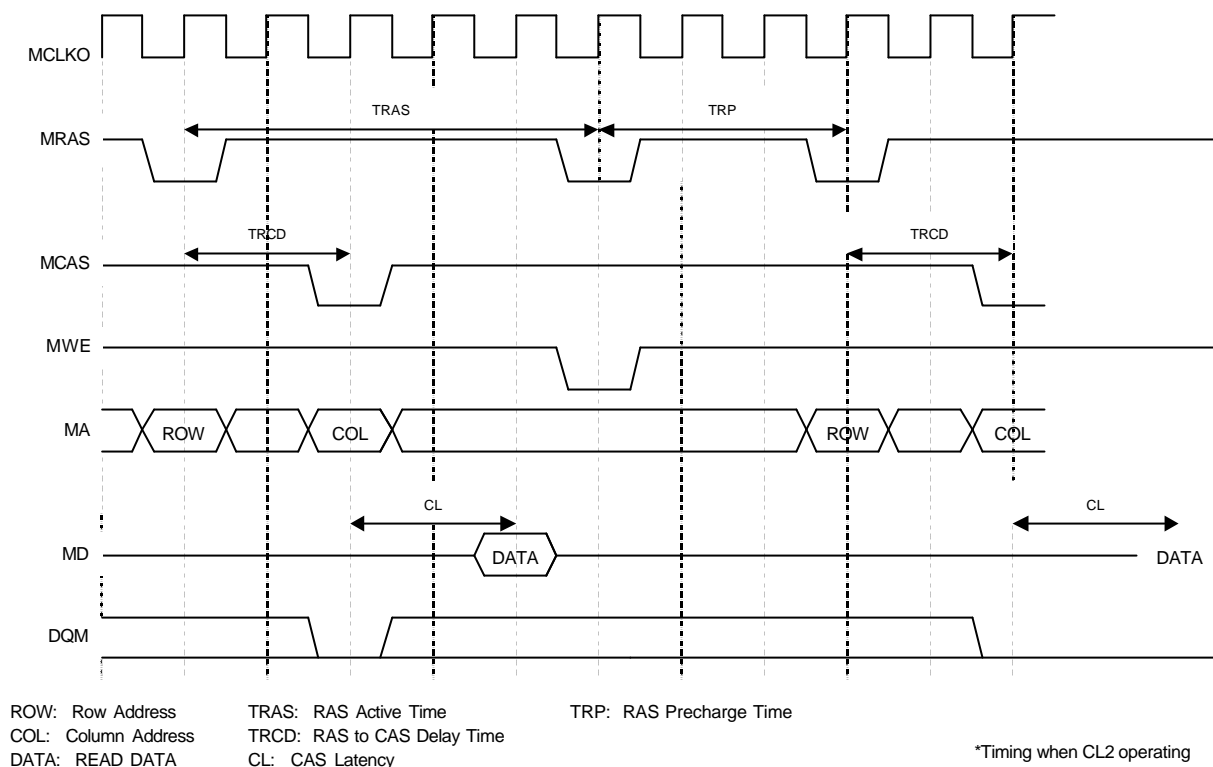 MCLKO
TRAS TRP
MRAS
TRCD TRCD
MCAS
MWE
MA ROW COL ROW COL
CL CL
MD DATA DATA
DQM
ROW: Row Address TRAS: RAS Active Time TRP: RAS Precharge Time
COL: Column Address TRCD: RAS to CAS Delay Time
DATA: READ DATA CL: CAS Latency *Timing when CL2 operating